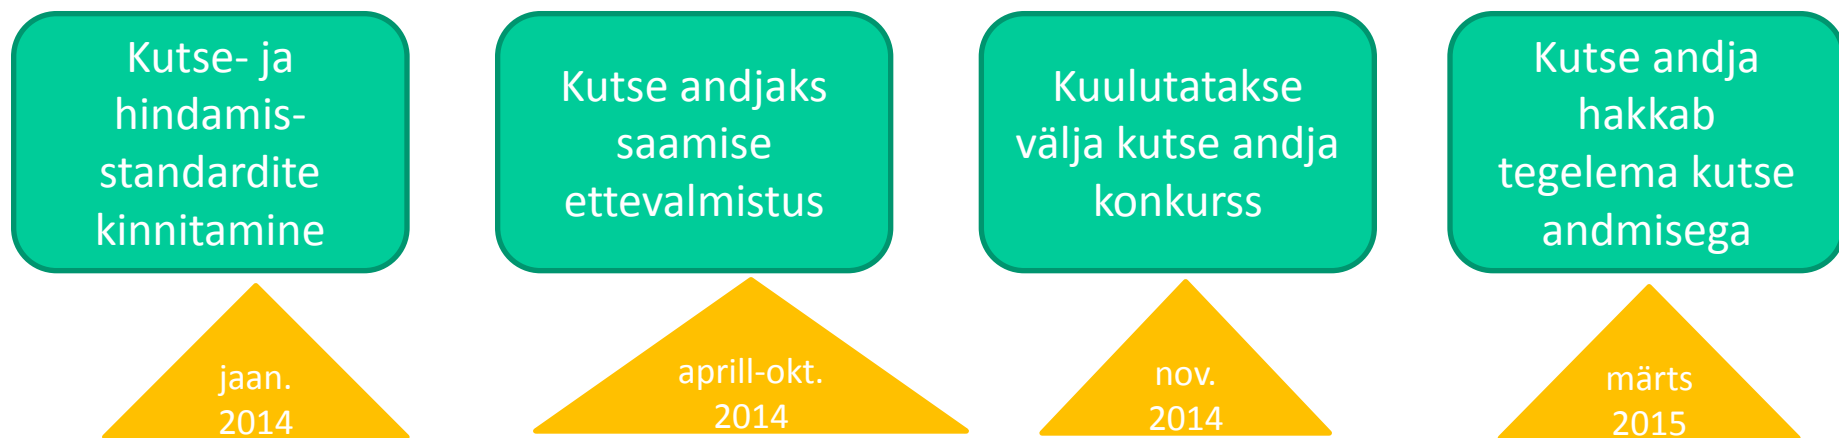 Kutse- ja
hindamis-
standardite
kinnitamine
jaan.
2014
Kutse andjaks
saamise
ettevalmistus
aprill-okt.
2014
Kuulutatakse
välja kutse andja
konkurss
nov.
2014
Kutse andja
hakkab
tegelema kutse
andmisega
märts
2015